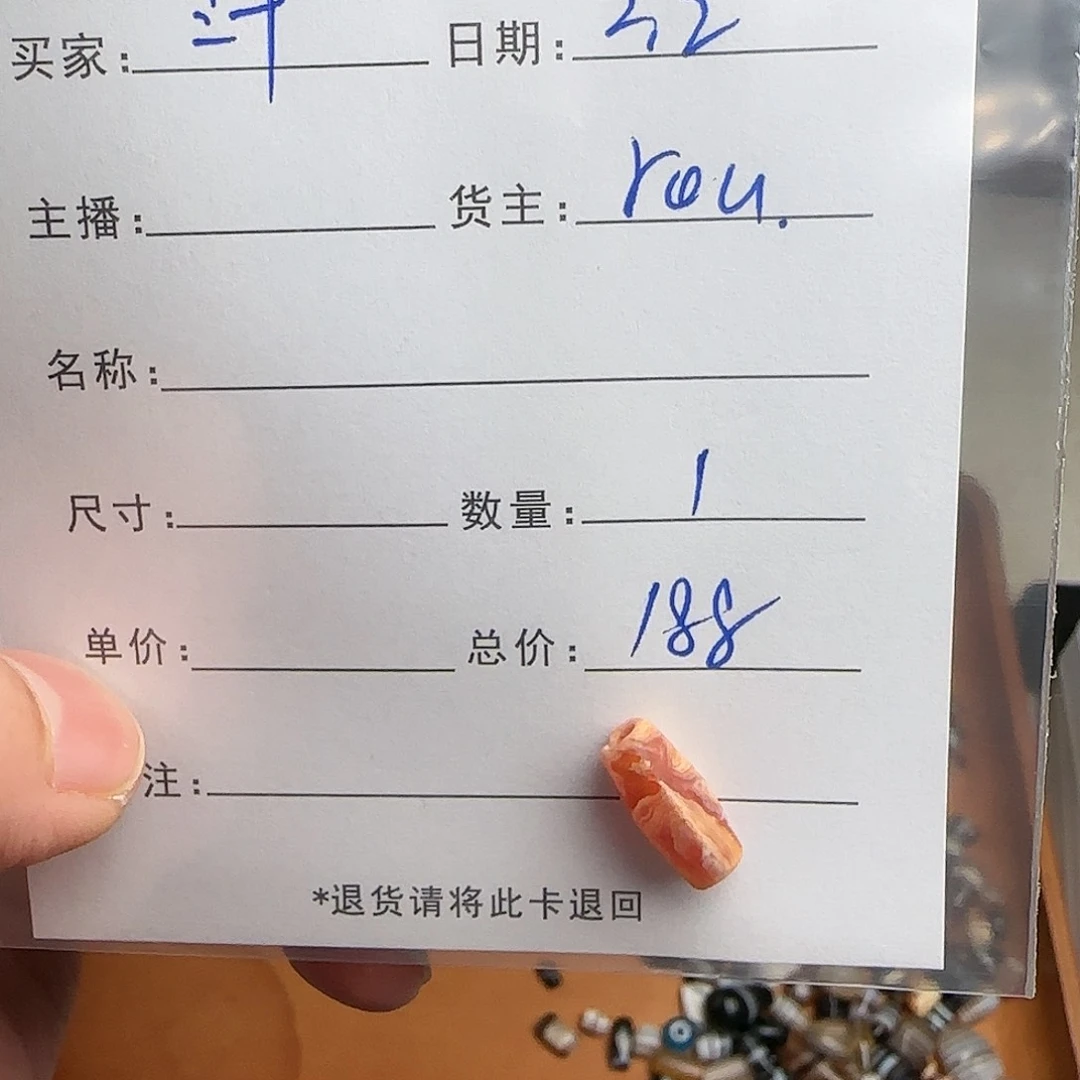 买家: 日期: 22
主播: 货主: rou.
名称:
尺寸: 数量: 1
单价: 总价: 188
注:
*退货请将此卡退回